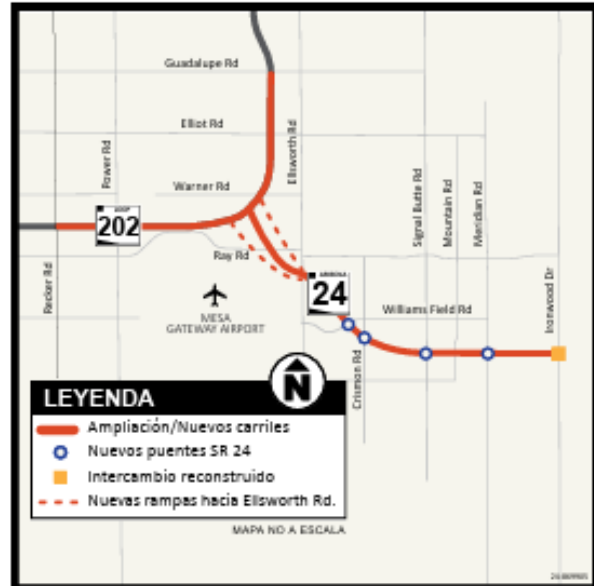 Guadalupe Rd
Elliot Rd
Power Rd
Ellsworth Rd
Warner Rd
LOOP
202
Signal Butte Rd
Mountain Rd
Meridian Rd
Recker Rd
Ray Rd
ARIZONA
24
Ironwood Dr
MESA
GATEWAY AIRPORT
Williams Field Rd
Crismon Rd
N
LEYENDA
Ampliación/Nuevos carriles
Nuevos puentes SR 24
Intercambio reconstruido
Nuevas rampas hacia Ellsworth Rd.
MAPA NO A ESCALA